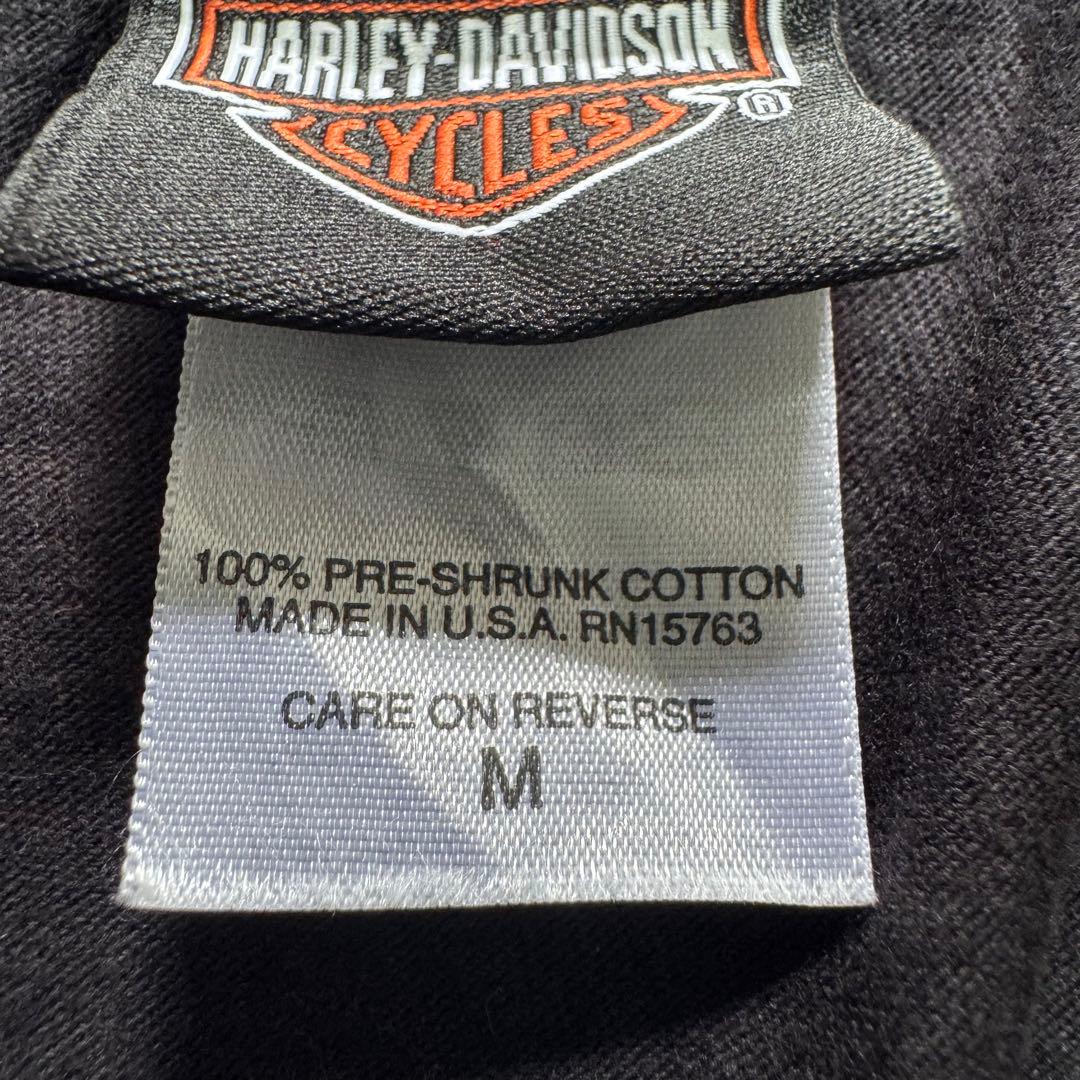 HARLEY-DAVIDSON
CYCLES ®
100% PRE-SHRUNK COTTON
MADE IN U.S.A. RN15763
CARE ON REVERSE
M